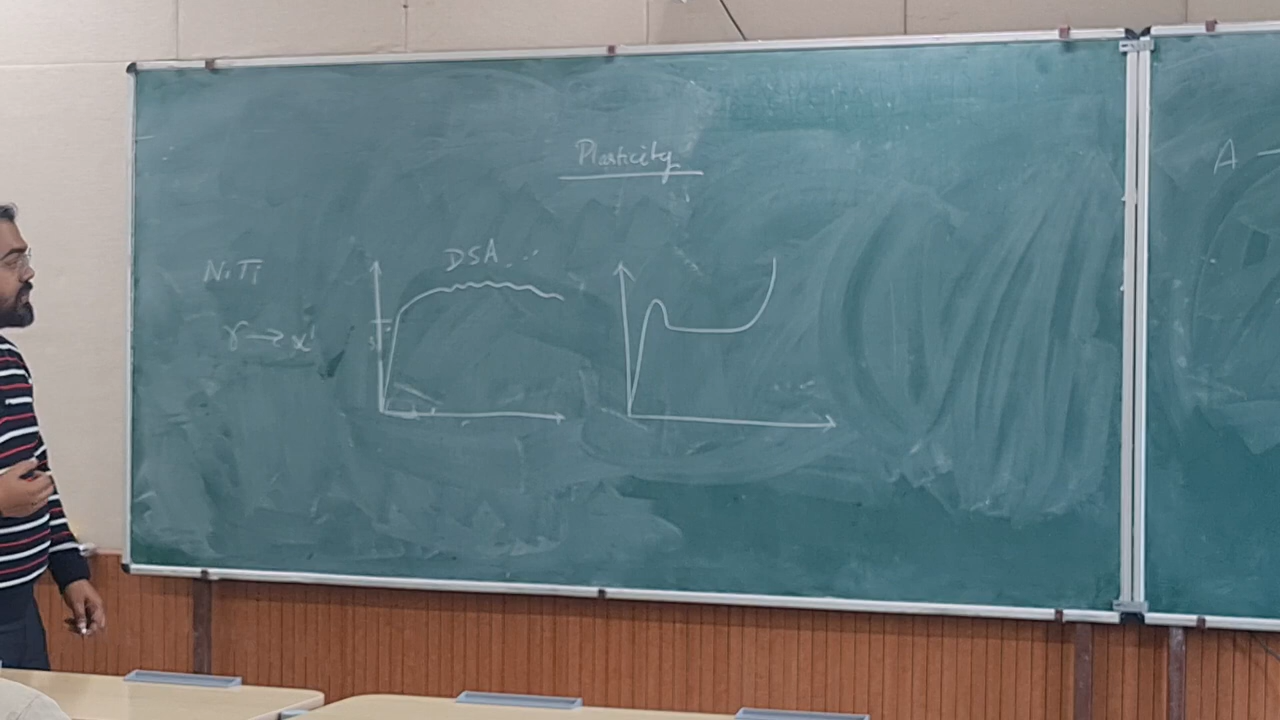 Plasticity
DSA...
NiTi
γ → α'
A